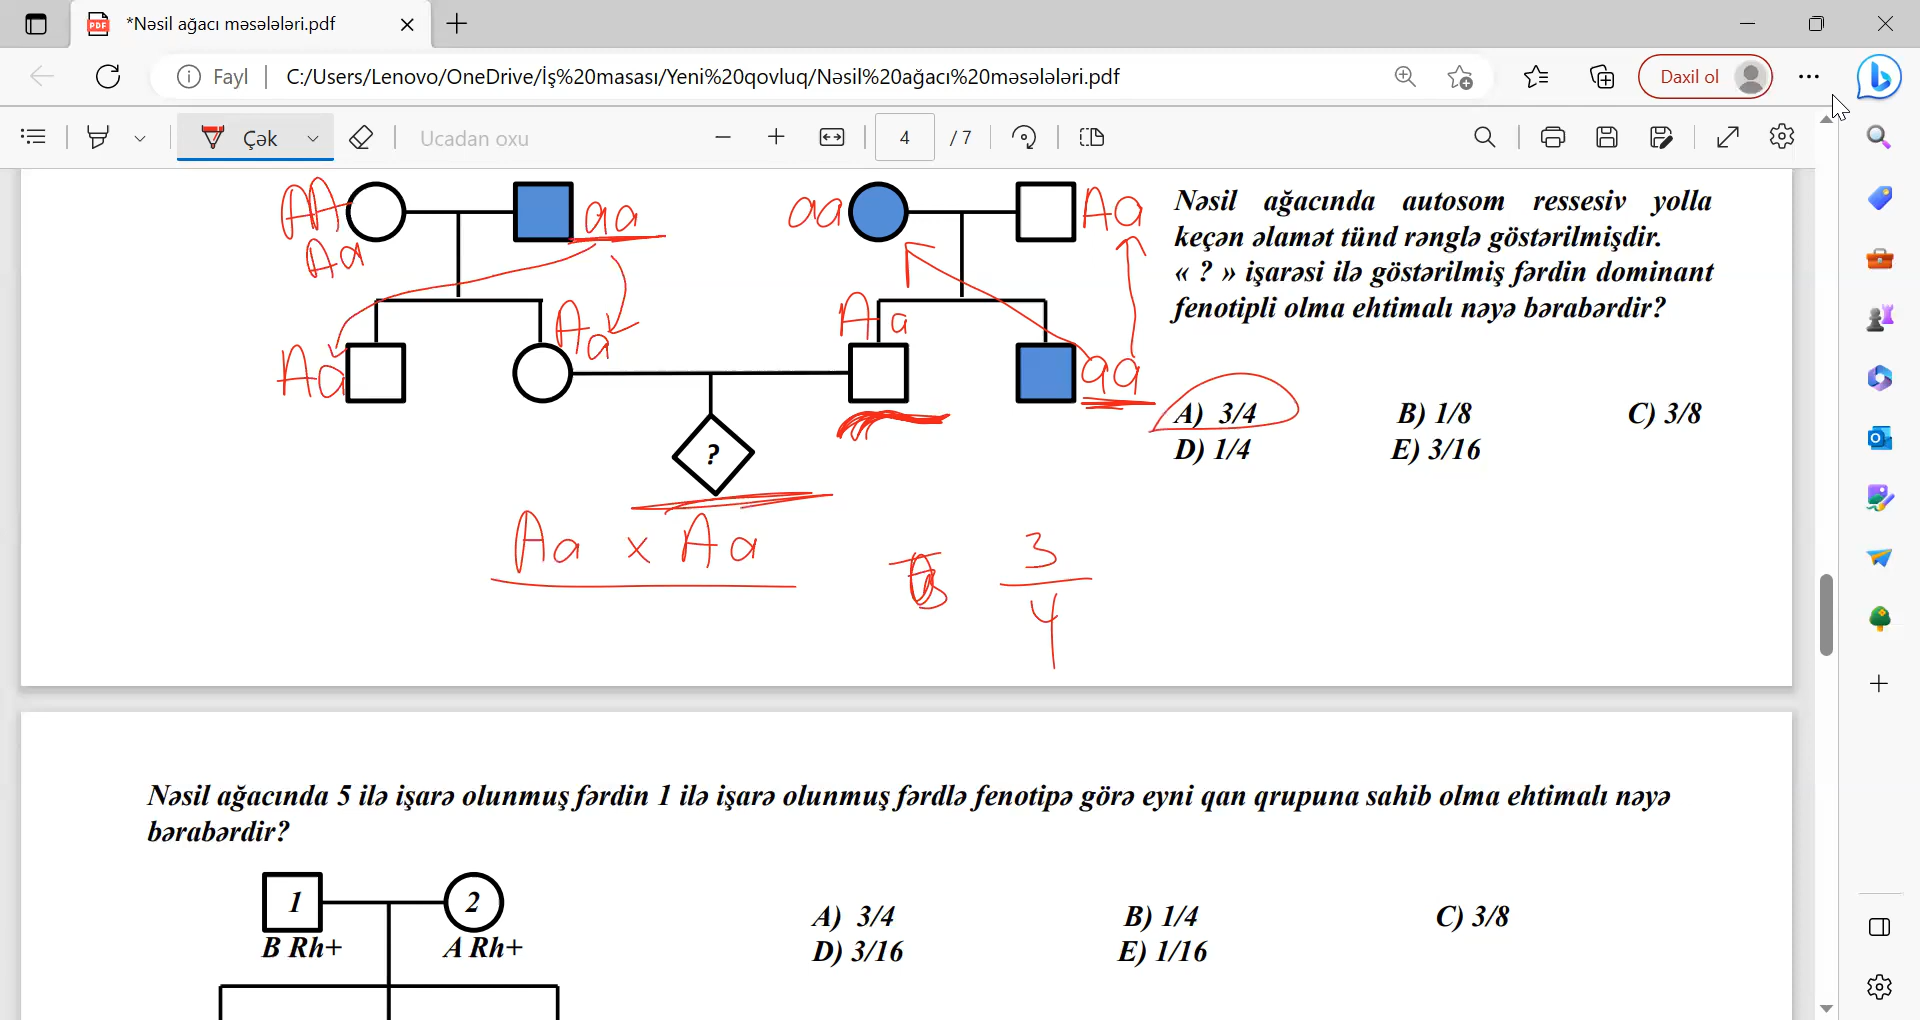 *Nəsil ağacı məsələləri.pdf
Fayl
C:/Users/Lenovo/OneDrive/İş%20masası/Yeni%20qovluq/Nəsil%20ağacı%20məsələləri.pdf
Daxil ol
Çək
Ucadan oxu
4 / 7
AA
Aa
aa
aa
Aa
Nəsil ağacında autosom ressesiv yolla
keçən əlamət tünd rənglə göstərilmişdir.
« ? » işarəsi ilə göstərilmiş fərdin dominant
fenotipli olma ehtimalı nəyə bərabərdir?
Aa
Aa
Aa
aa
A) 3/4 B) 1/8 C) 3/8
D) 1/4 E) 3/16
?
Aa x Aa
3
4
Nəsil ağacında 5 ilə işarə olunmuş fərdin 1 ilə işarə olunmuş fərdlə fenotipə görə eyni qan qrupuna sahib olma ehtimalı nəyə
bərabərdir?
1 2
B Rh+ A Rh+
A) 3/4 B) 1/4 C) 3/8
D) 3/16 E) 1/16